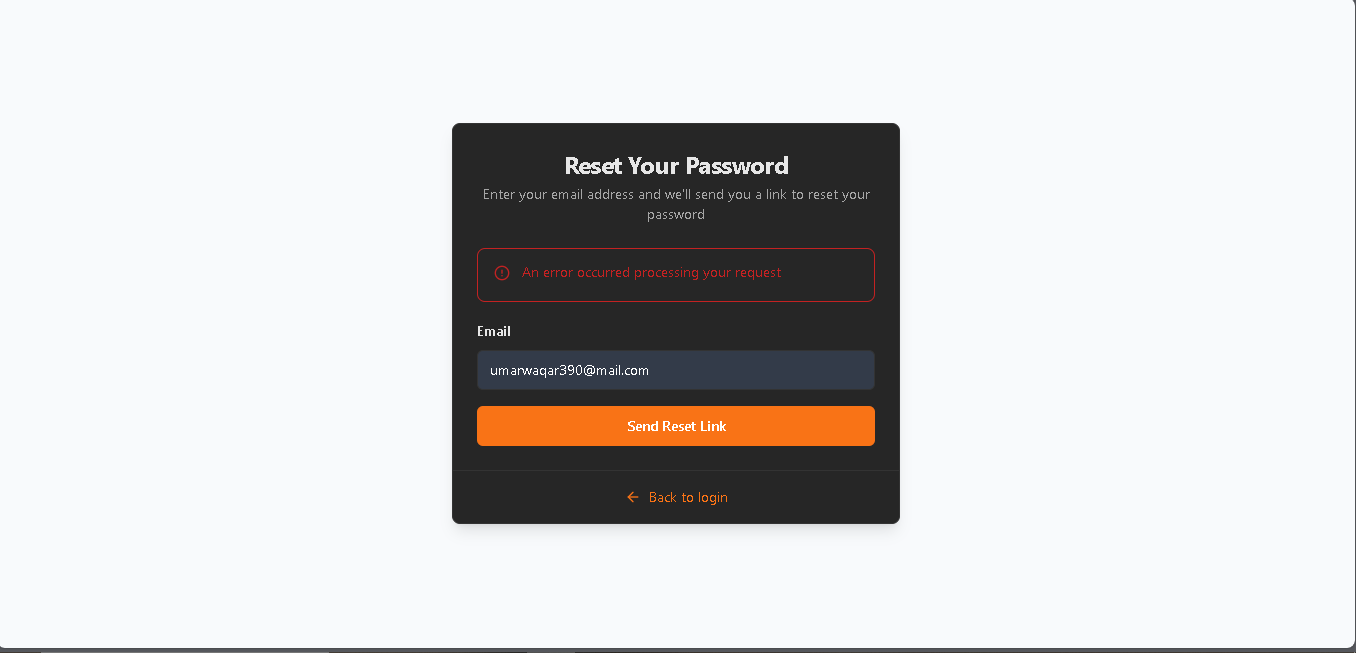 Reset Your Password
Enter your email address and we'll send you a link to reset your
password
An error occurred processing your request
Email
umarwaqar390@mail.com
Send Reset Link
Back to login